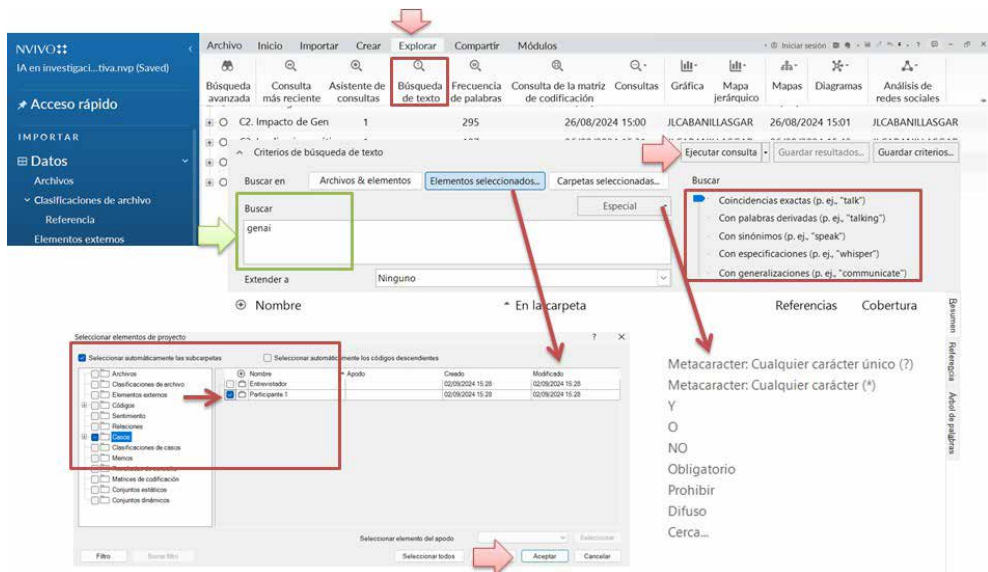 NVIVO
IA en investigaci...tiva.nvp (Saved)
Acceso rápido
IMPORTAR
Datos
Archivos
Clasificaciones de archivo
Referencia
Elementos externos
Archivo Inicio Importar Crear Explorar Compartir Módulos
Iniciar sesión
Búsqueda avanzada
Consulta más reciente
Asistente de consultas
Búsqueda de texto
Frecuencia de palabras
Consulta de la matriz de codificación
Consultas
Gráfica
Mapa jerárquico
Mapas
Diagramas
Análisis de redes sociales
C2. Impacto de Gen 1 295 26/08/2024 15:00 JLCABANILLASGAR 26/08/2024 15:01 JLCABANILLASGAR
Criterios de búsqueda de texto
Ejecutar consulta Guardar resultados... Guardar criterios...
Buscar en Archivos & elementos Elementos seleccionados... Carpetas seleccionadas...
Buscar
Especial
genai
Extender a Ninguno
Buscar
Coincidencias exactas (p. ej., "talk")
Con palabras derivadas (p. ej., "talking")
Con sinónimos (p. ej., "speak")
Con especificaciones (p. ej., "whisper")
Con generalizaciones (p. ej., "communicate")
Nombre En la carpeta Referencias Cobertura
Resumen
Referencia
Árbol de palabras
Seleccionar elementos de proyecto ? X
Seleccionar automáticamente las subcarpetas
Seleccionar automáticamente los códigos descendientes
Archivos
Clasificaciones de archivo
Elementos externos
Códigos
Sentimiento
Relaciones
Casos
Clasificaciones de casos
Memos
Matrices de codificación
Conjuntos estáticos
Conjuntos dinámicos
Nombre Apodo Creado Modificado
Entrevistador 02/09/2024 15:28 02/09/2024 15:28
Participante 1 02/09/2024 15:28 02/09/2024 15:28
Seleccionar elemento del apodo Seleccionar
Filtro Borrar filtro Seleccionar todos Aceptar Cancelar
Metacaracter: Cualquier carácter único (?)
Metacaracter: Cualquier carácter (*)
Y
O
NO
Obligatorio
Prohibir
Difuso
Cerca...